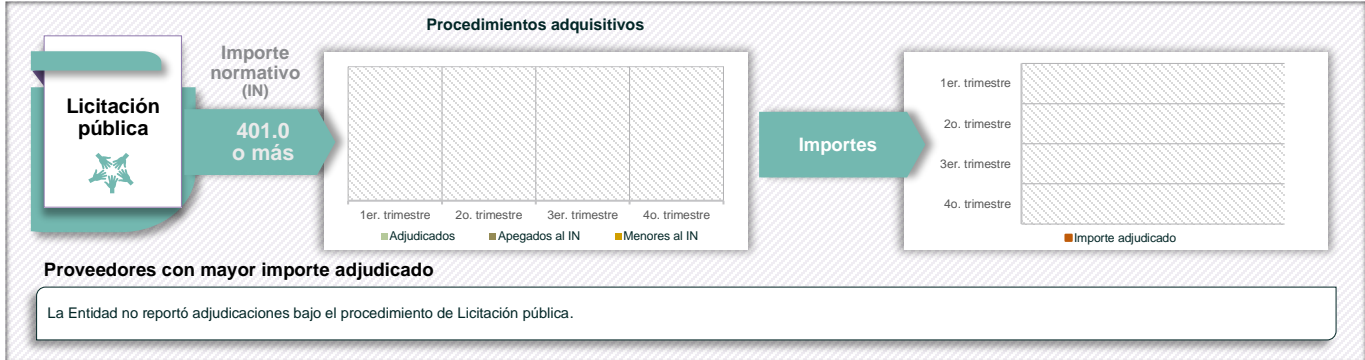 Procedimientos adquisitivos
Licitación
pública
Importe
normativo
(IN)
401.0
o más
1er. trimestre
2o. trimestre
3er. trimestre
4o. trimestre
Adjudicados
Apegados al IN
Menores al IN
Importes
1er. trimestre
2o. trimestre
3er. trimestre
4o. trimestre
Importe adjudicado
Proveedores con mayor importe adjudicado
La Entidad no reportó adjudicaciones bajo el procedimiento de Licitación pública.